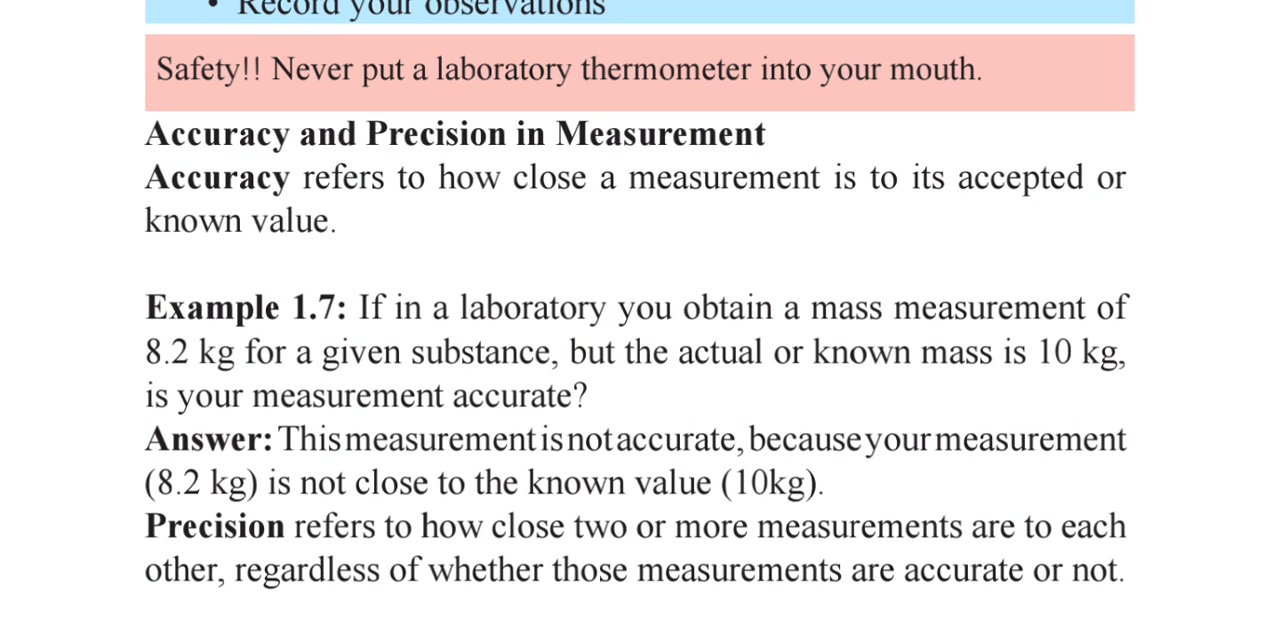 • Record your observations
Safety!! Never put a laboratory thermometer into your mouth.
Accuracy and Precision in Measurement
Accuracy refers to how close a measurement is to its accepted or
known value.
Example 1.7: If in a laboratory you obtain a mass measurement of
8.2 kg for a given substance, but the actual or known mass is 10 kg,
is your measurement accurate?
Answer: This measurement is not accurate, because your measurement
(8.2 kg) is not close to the known value (10kg).
Precision refers to how close two or more measurements are to each
other, regardless of whether those measurements are accurate or not.